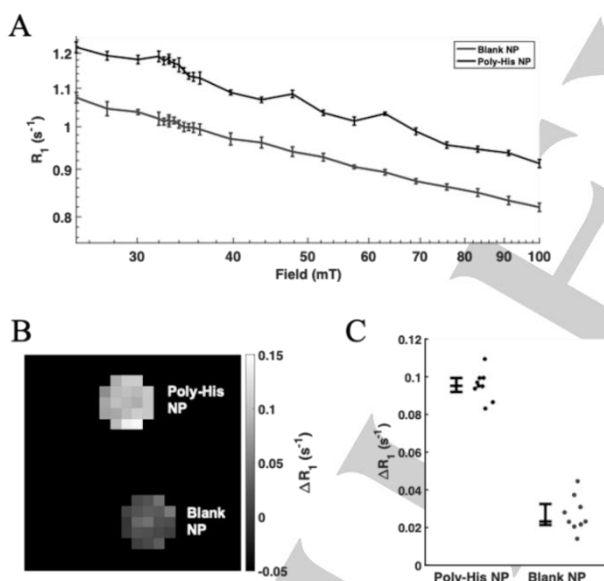 A
1.2
1.1
1
0.9
0.8
R1 (s-1)
Blank NP
Poly-His NP
30
40
50
60
70
80
90
100
Field (mT)
B
Poly-His
NP
Blank
NP
0.15
0.1
0.05
0
-0.05
ΔR1 (s-1)
C
0.12
0.1
0.08
0.06
0.04
0.02
0
ΔR1 (s-1)
Poly-His NP Blank NP